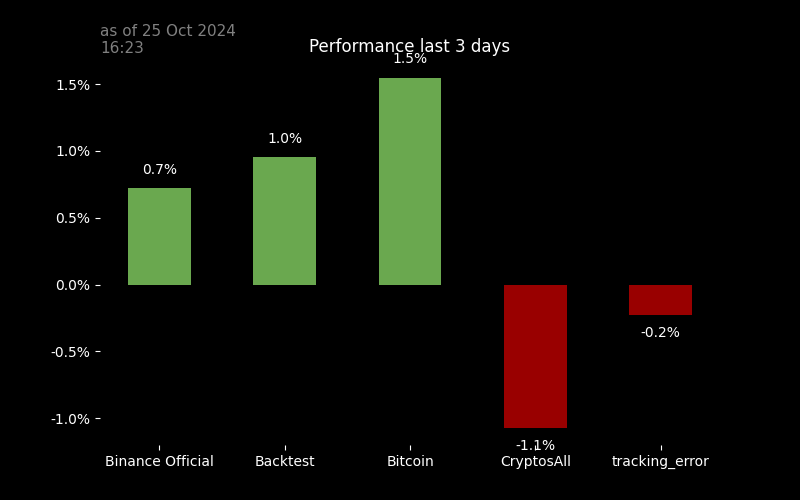 as of 25 Oct 2024
16:23
Performance last 3 days
1.5%
1.5%
1.0%
1.0%
0.7%
0.5%
0.0%
-0.5%
-0.2%
-1.0%
-1.1%
Binance Official
Backtest
Bitcoin
CryptosAll
tracking_error